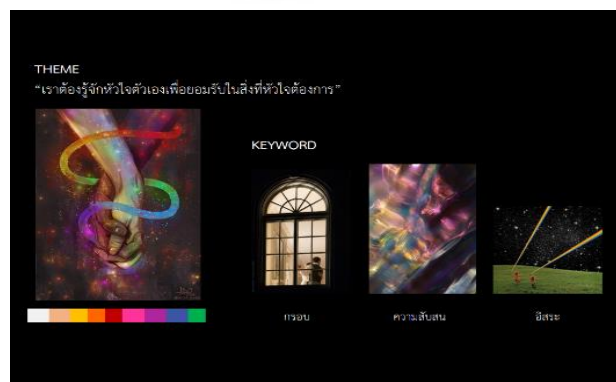 THEME
“เราต้องรู้จักหัวใจตัวเองเพื่อยอมรับในสิ่งที่หัวใจต้องการ”
KEYWORD
กรอบ
ความสับสน
อิสระ